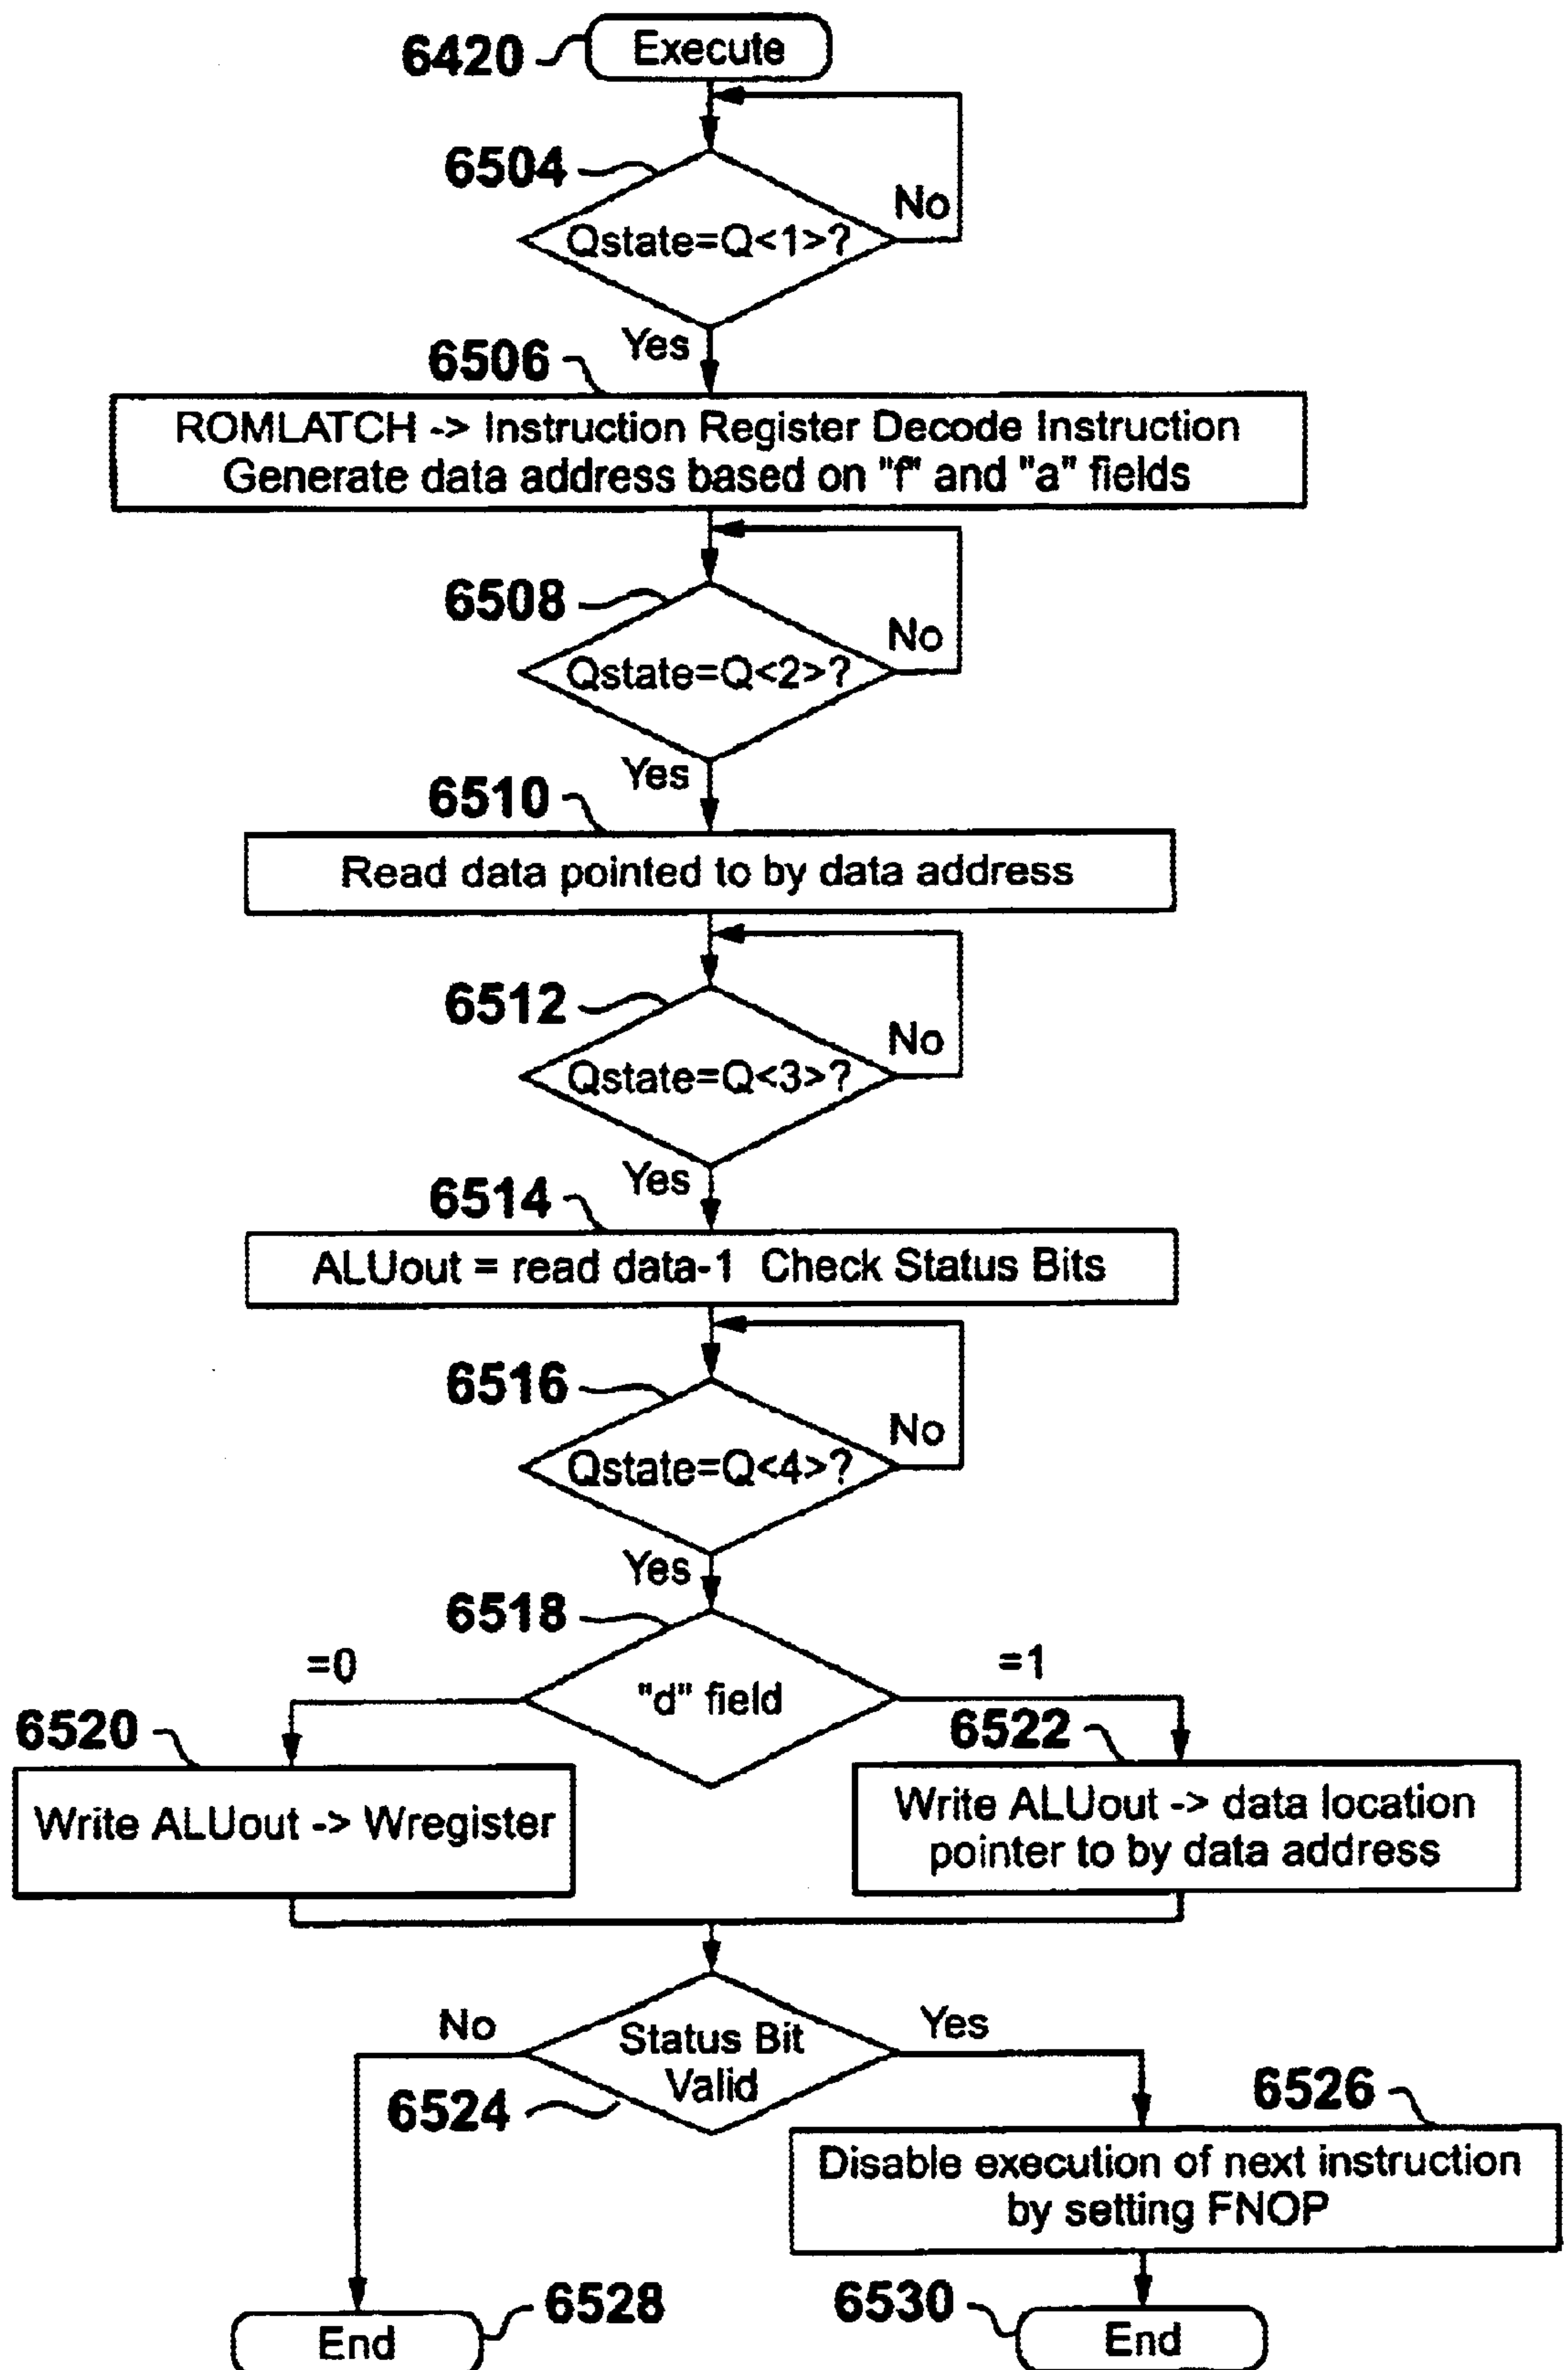 6420
Execute
6504
No
Qstate=Q<1>?
Yes
6506
ROMLATCH -> Instruction Register Decode Instruction
Generate data address based on "f" and "a" fields
6508
No
Qstate=Q<2>?
Yes
6510
Read data pointed to by data address
6512
No
Qstate=Q<3>?
Yes
6514
ALUout = read data-1 Check Status Bits
6516
No
Qstate=Q<4>?
Yes
6518
=0
=1
"d" field
6520
6522
Write ALUout -> Wregister
Write ALUout -> data location
pointer to by data address
No
Yes
Status Bit
Valid
6524
6526
Disable execution of next instruction
by setting FNOP
6528
End
6530
End